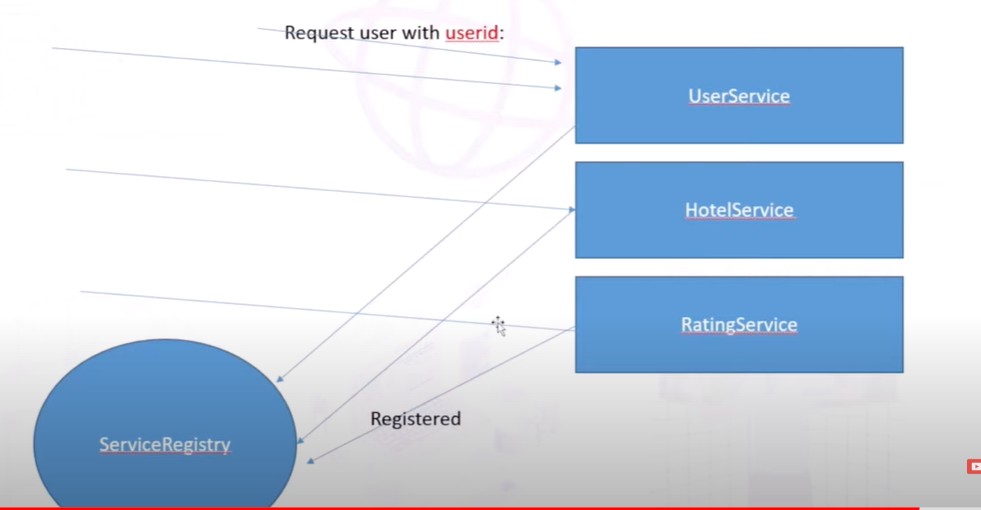 Request user with userid:
UserService
HotelService
RatingService
Registered
ServiceRegistry